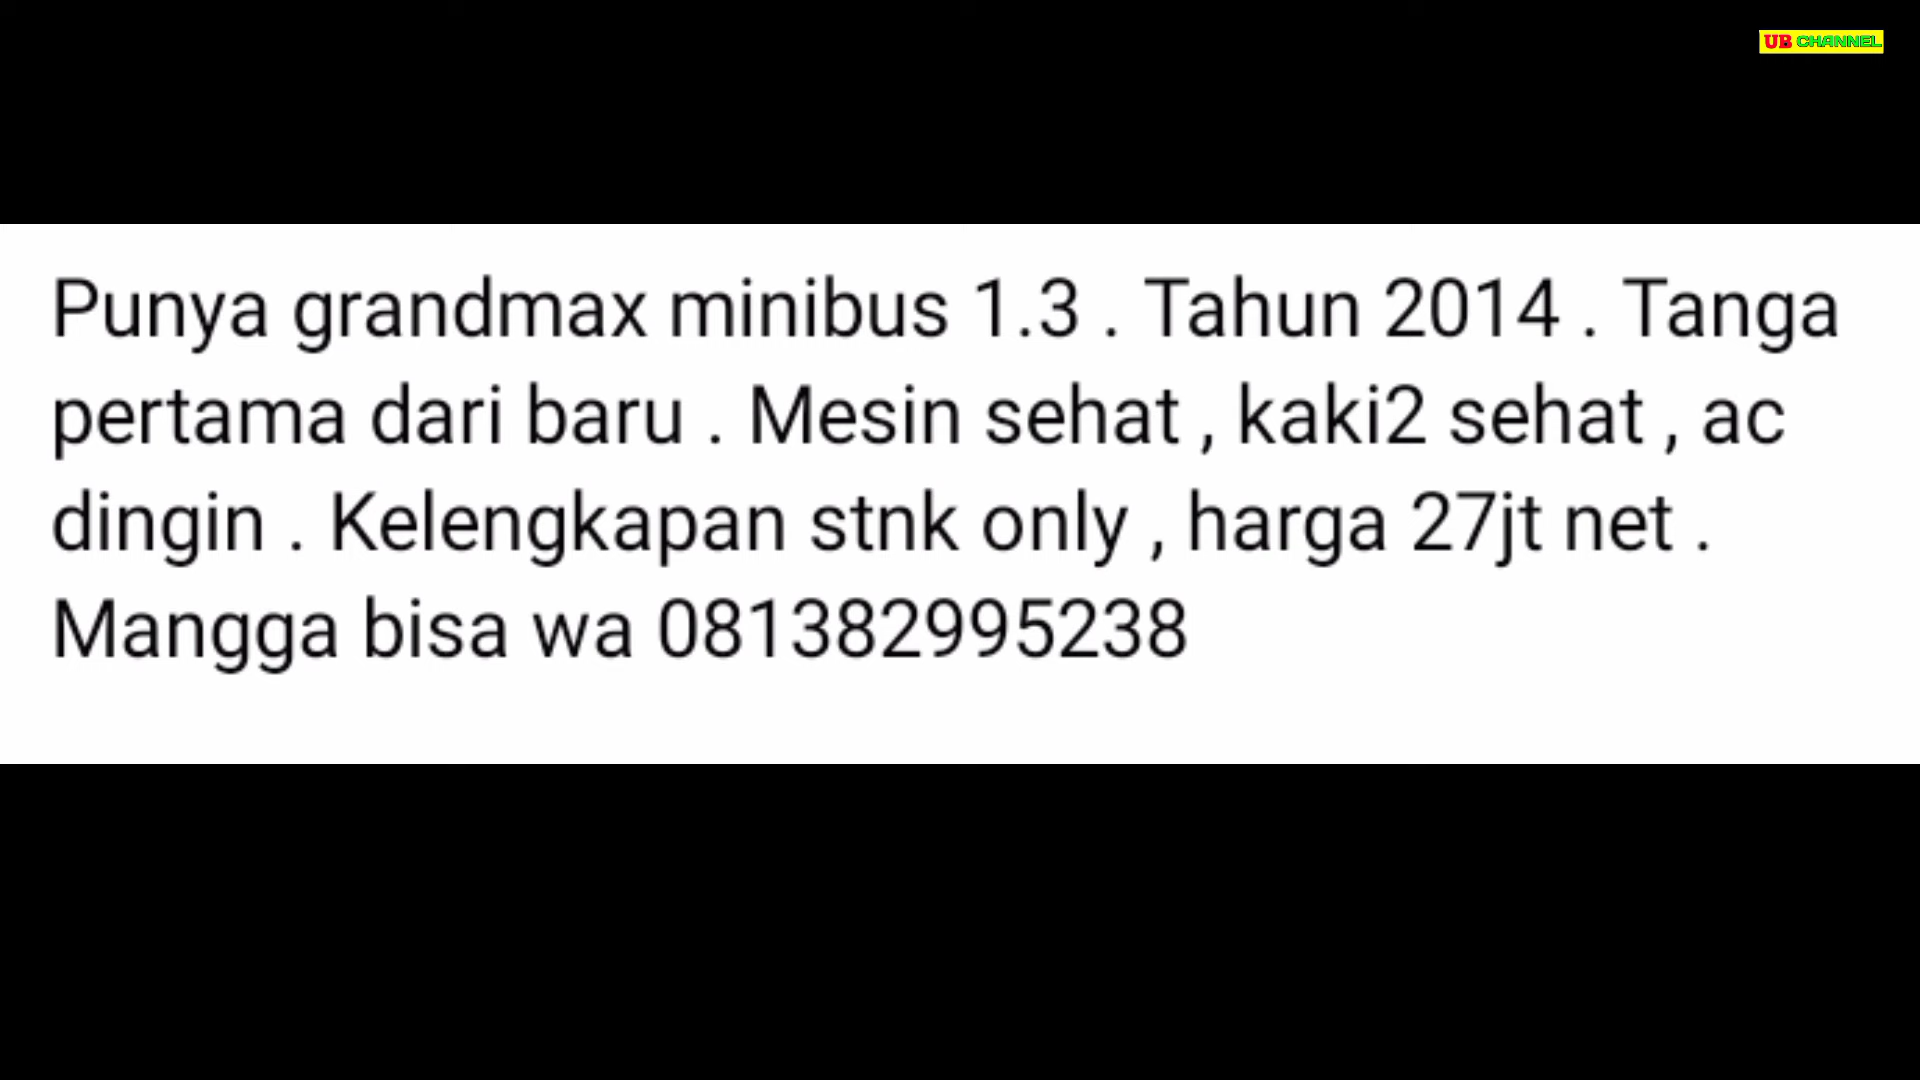 UB CHANNEL
Punya grandmax minibus 1.3 . Tahun 2014 . Tanga
pertama dari baru . Mesin sehat , kaki2 sehat , ac
dingin . Kelengkapan stnk only , harga 27jt net .
Mangga bisa wa 081382995238